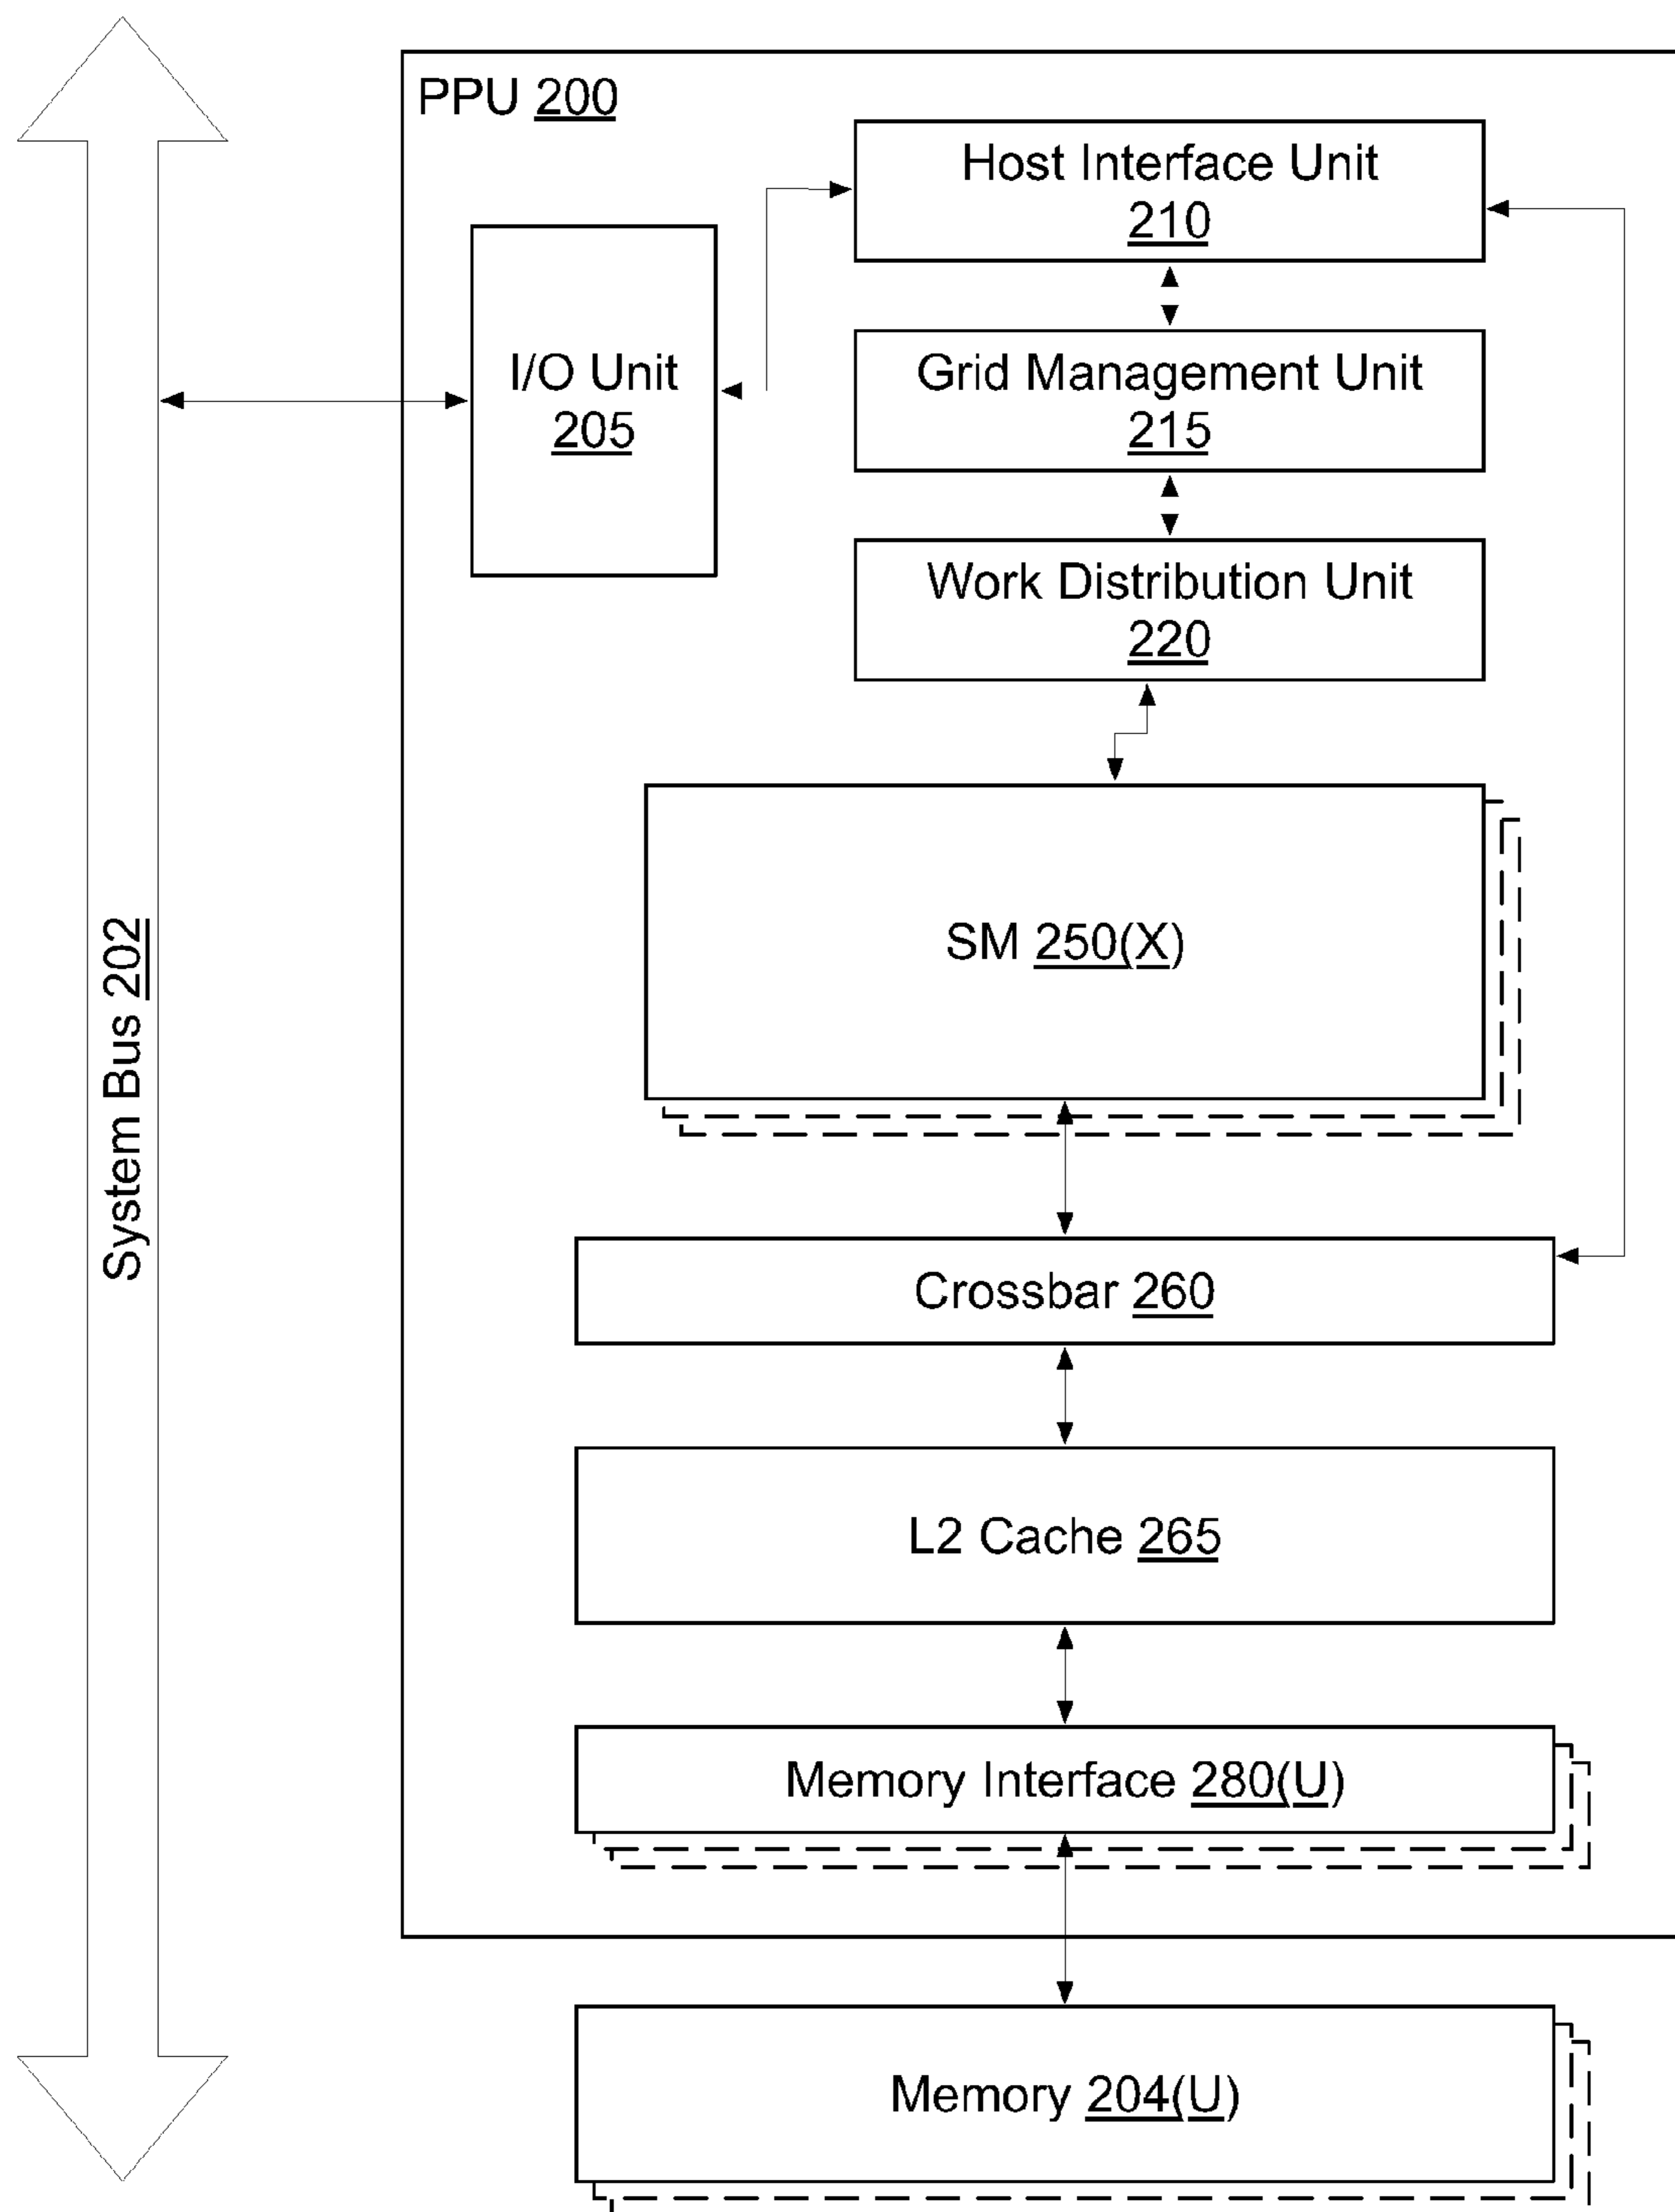 PPU 200
Host Interface Unit
210
I/O Unit
205
Grid Management Unit
215
Work Distribution Unit
220
System Bus 202
SM 250(X)
Crossbar 260
L2 Cache 265
Memory Interface 280(U)
Memory 204(U)